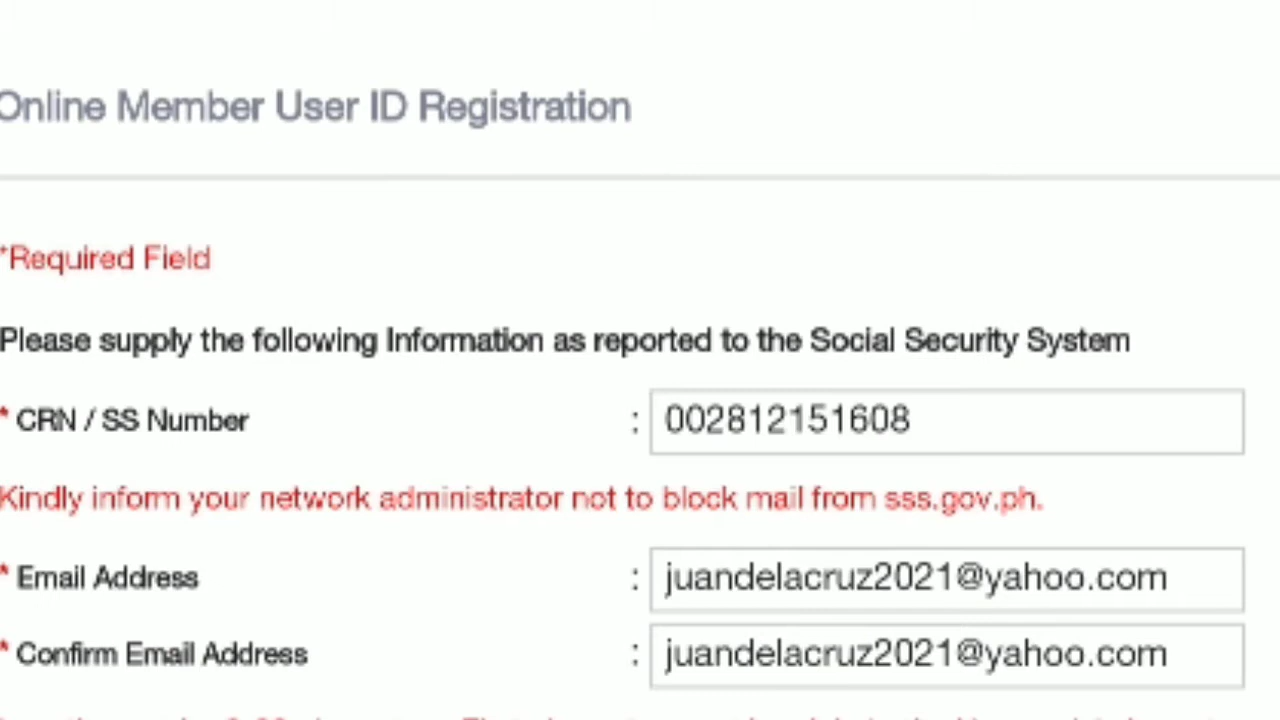 Online Member User ID Registration
*Required Field
Please supply the following Information as reported to the Social Security System
* CRN / SS Number : 002812151608
Kindly inform your network administrator not to block mail from sss.gov.ph.
* Email Address : juandelacruz2021@yahoo.com
* Confirm Email Address : juandelacruz2021@yahoo.com